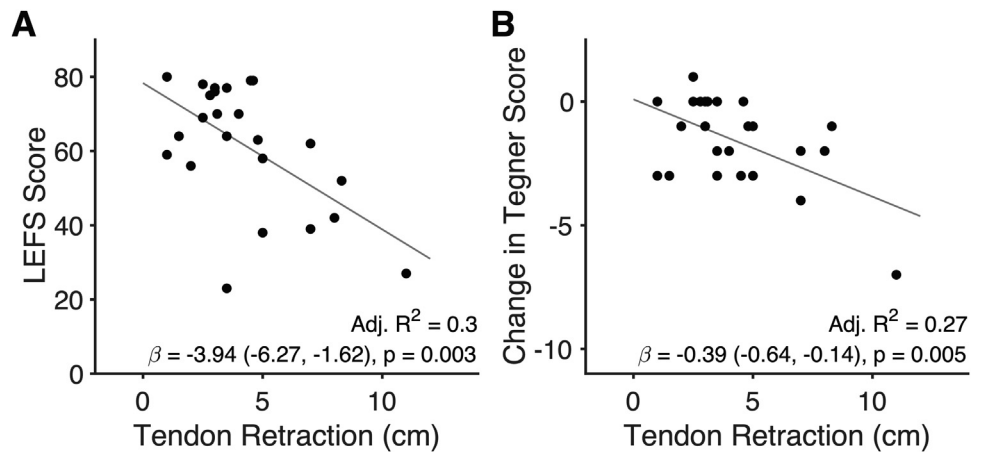 A
LEFS Score
80
60
40
20
0
Adj. R² = 0.3
β = -3.94 (-6.27, -1.62), p = 0.003
0 5 10
Tendon Retraction (cm)
B
Change in Tegner Score
0
-5
-10
Adj. R² = 0.27
β = -0.39 (-0.64, -0.14), p = 0.005
0 5 10
Tendon Retraction (cm)